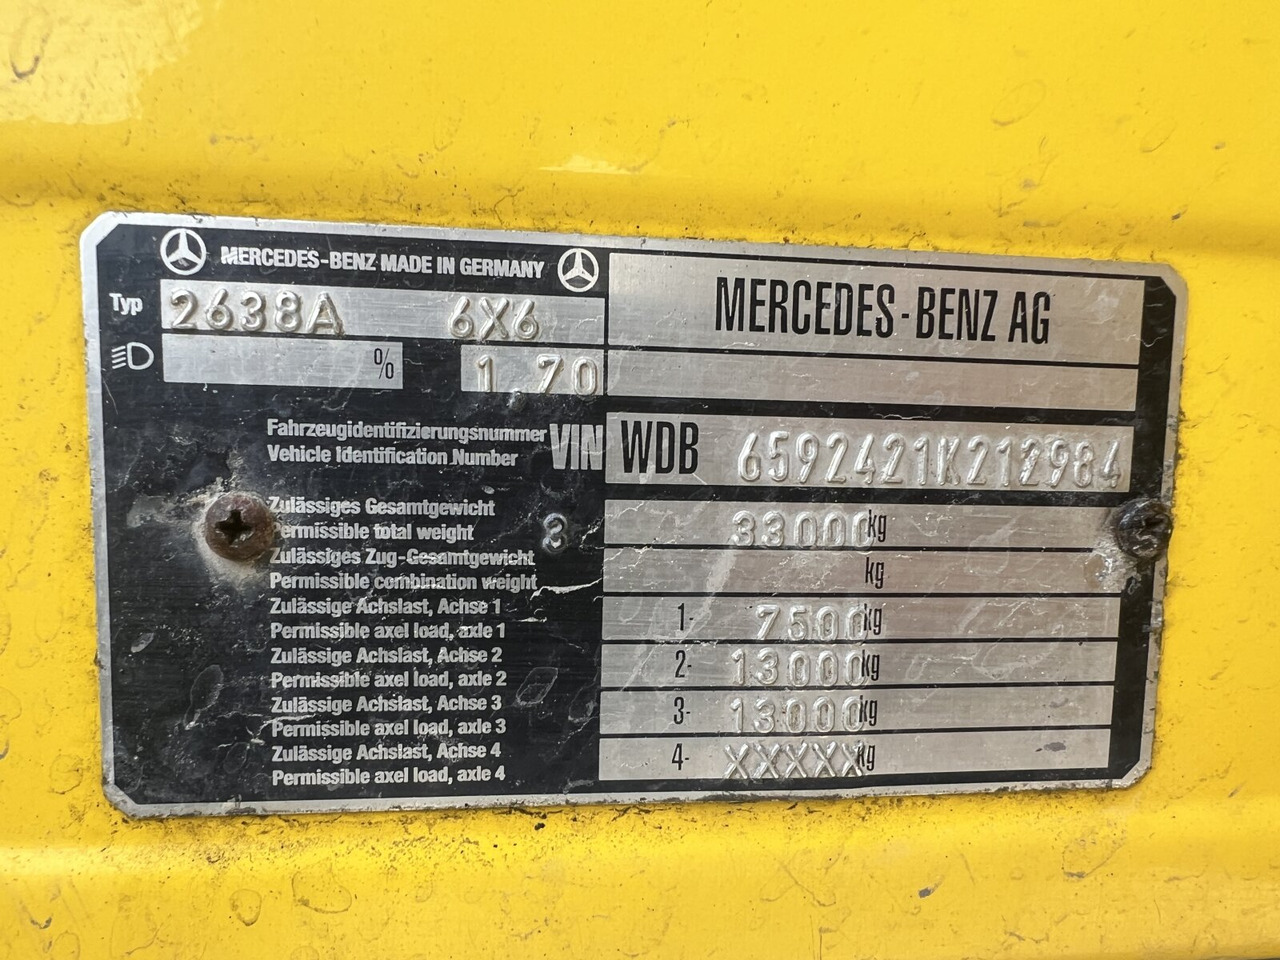 MERCEDES-BENZ MADE IN GERMANY
Typ 2638A 6X6
% 1.70
MERCEDES-BENZ AG
Fahrzeugidentifizierungsnummer
Vehicle Identification Number
VIN WDB 6592421K212984
Zulässiges Gesamtgewicht
Permissible total weight 3 33000 kg
Zulässiges Zug-Gesamtgewicht
Permissible combination weight kg
Zulässige Achslast, Achse 1
Permissible axel load, axle 1 1- 7500 kg
Zulässige Achslast, Achse 2
Permissible axel load, axle 2 2- 13000 kg
Zulässige Achslast, Achse 3
Permissible axel load, axle 3 3- 13000 kg
Zulässige Achslast, Achse 4
Permissible axel load, axle 4 4- XXXXX kg